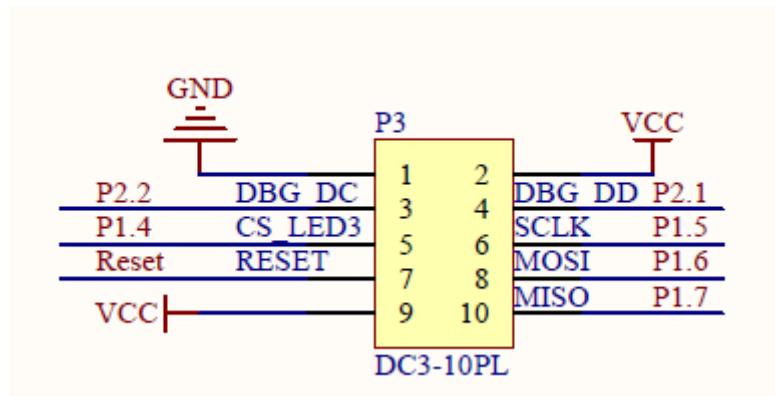 GND
P3 VCC
1 2
P2.2 DBG_DC 3 4 DBG_DD P2.1
P1.4 CS_LED3 5 6 SCLK P1.5
Reset RESET 7 8 MOSI P1.6
VCC 9 10 MISO P1.7
DC3-10PL